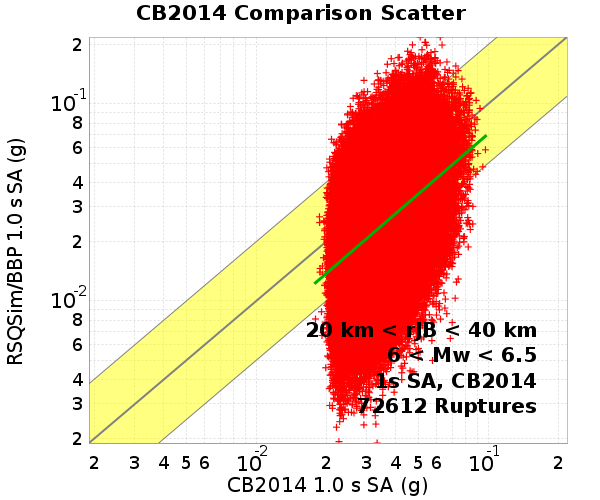 CB2014 Comparison Scatter
RSQSim/BBP 1.0 s SA (g)
2
10-1
8
6
4
3
2
10-2
8
6
4
3
2
20 km < rJB < 40 km
6 < Mw < 6.5
1s SA, CB2014
72612 Ruptures
2 3 4 5 6 10-2 2 3 4 5 6 10-1 2
CB2014 1.0 s SA (g)